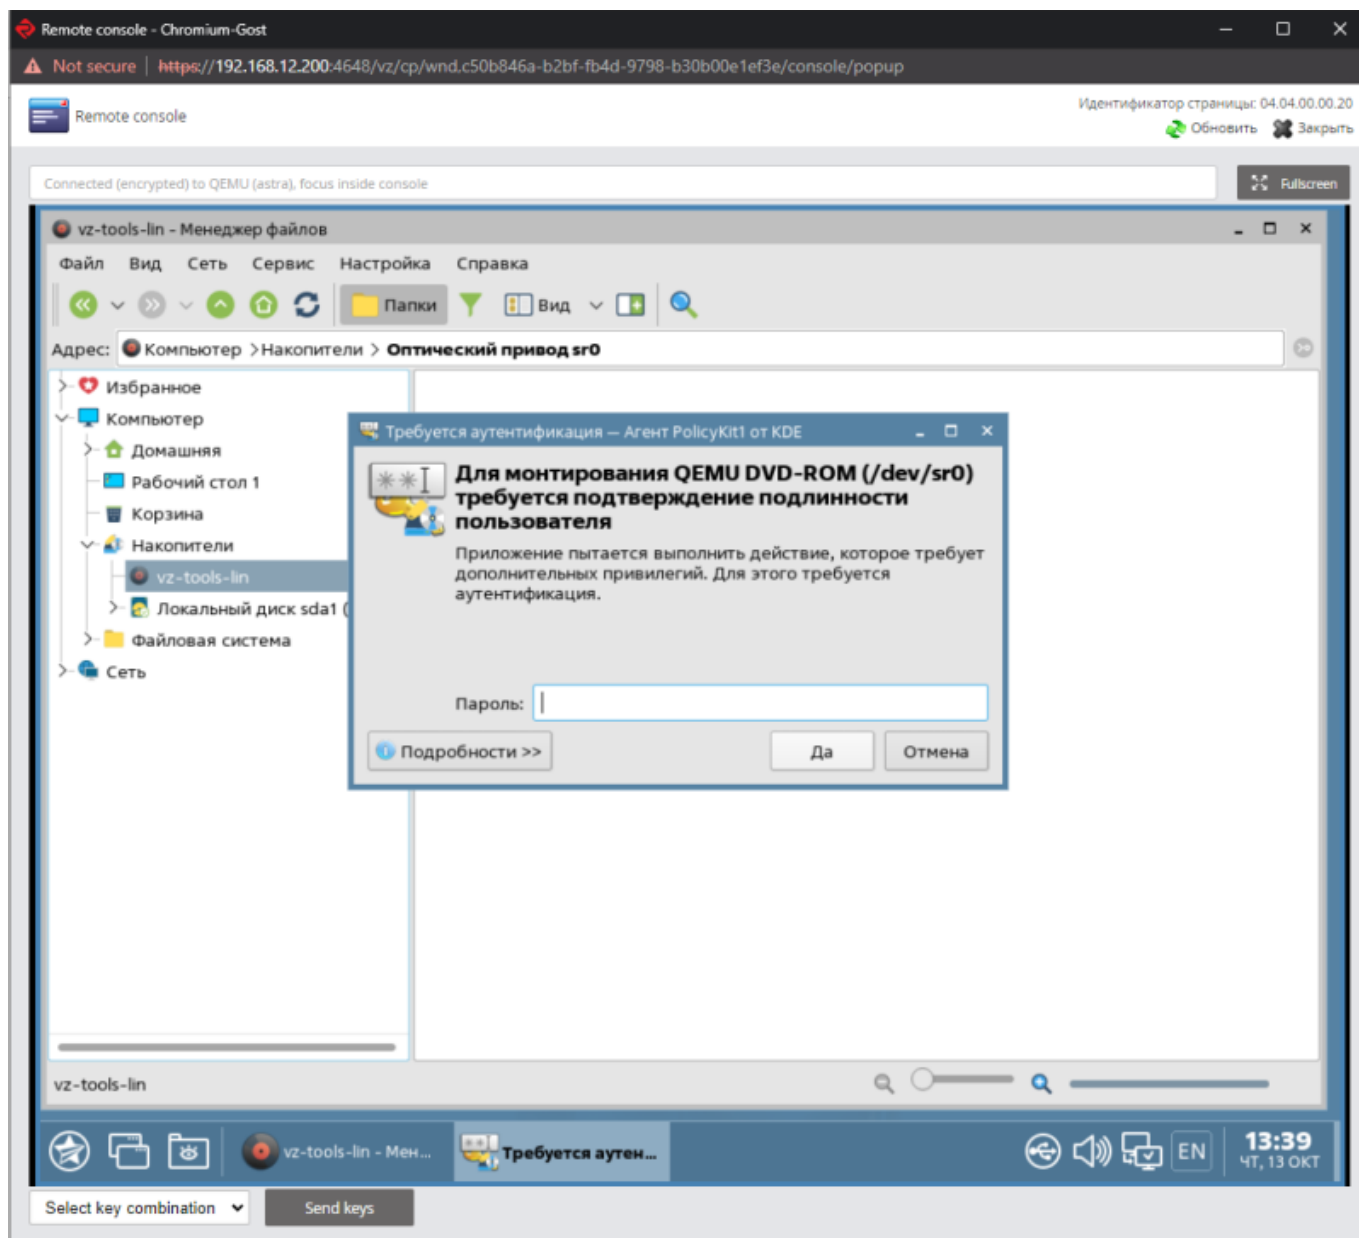 Remote console - Chromium-Gost
Not secure | https://192.168.12.200:4648/vz/cp/wnd.c50b846a-b2bf-fb4d-9798-b30b00e1ef3e/console/popup
Remote console
Идентификатор страницы: 04.04.00.00.20
Обновить Закрыть
Connected (encrypted) to QEMU (astra), focus inside console
Fullscreen
vz-tools-lin - Менеджер файлов
Файл Вид Сеть Сервис Настройка Справка
Папки Вид
Адрес: Компьютер >Накопители > Оптический привод sr0
Избранное
Компьютер
Домашняя
Рабочий стол 1
Корзина
Накопители
vz-tools-lin
Локальный диск sda1 (
Файловая система
Сеть
Требуется аутентификация — Агент PolicyKit1 от KDE
Для монтирования QEMU DVD-ROM (/dev/sr0)
требуется подтверждение подлинности
пользователя
Приложение пытается выполнить действие, которое требует
дополнительных привилегий. Для этого требуется
аутентификация.
Пароль:
Подробности >>
Да
Отмена
vz-tools-lin
vz-tools-lin - Мен...
Требуется аутен...
EN
13:39
ЧТ, 13 ОКТ
Select key combination
Send keys